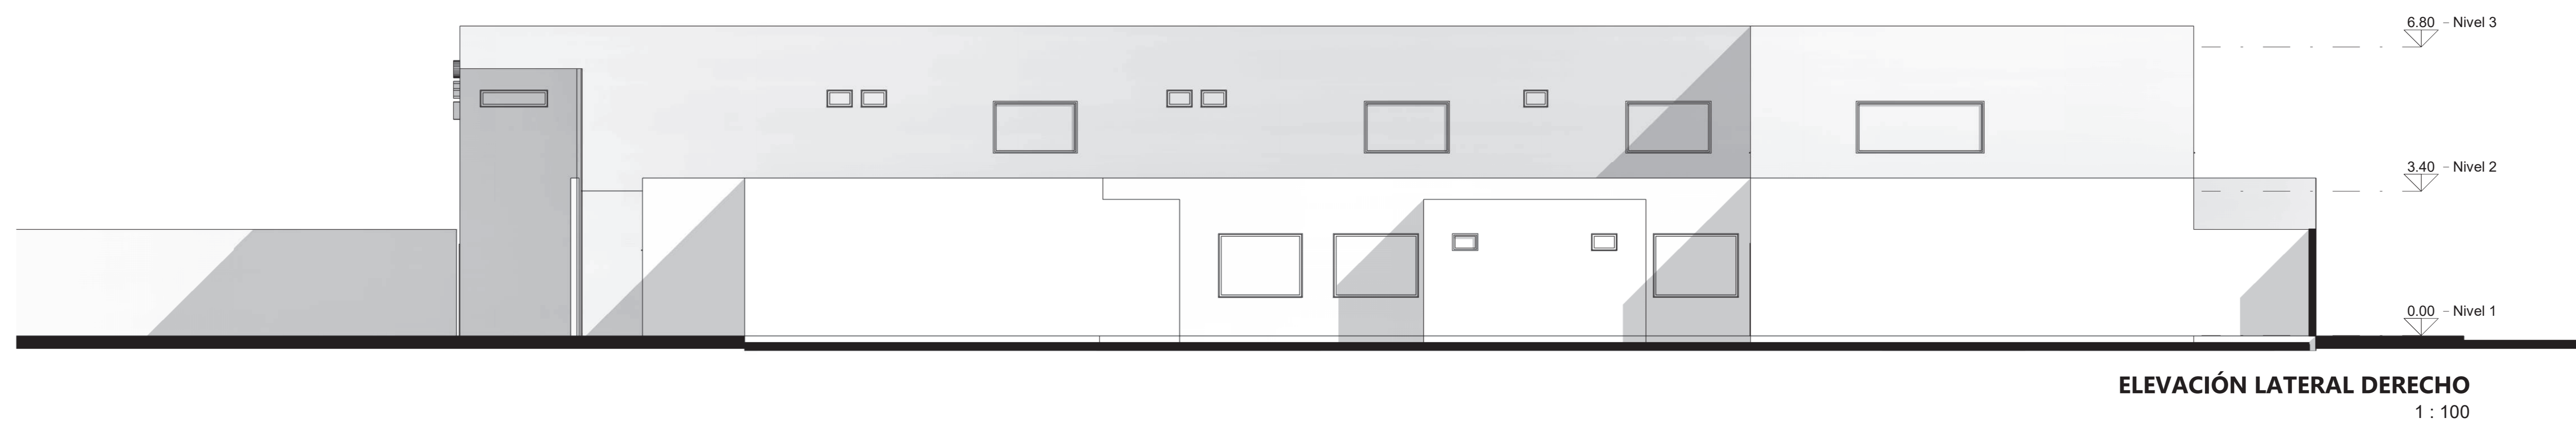 6.80 – Nivel 3
3.40 – Nivel 2
0.00 – Nivel 1
ELEVACIÓN LATERAL DERECHO
1 : 100